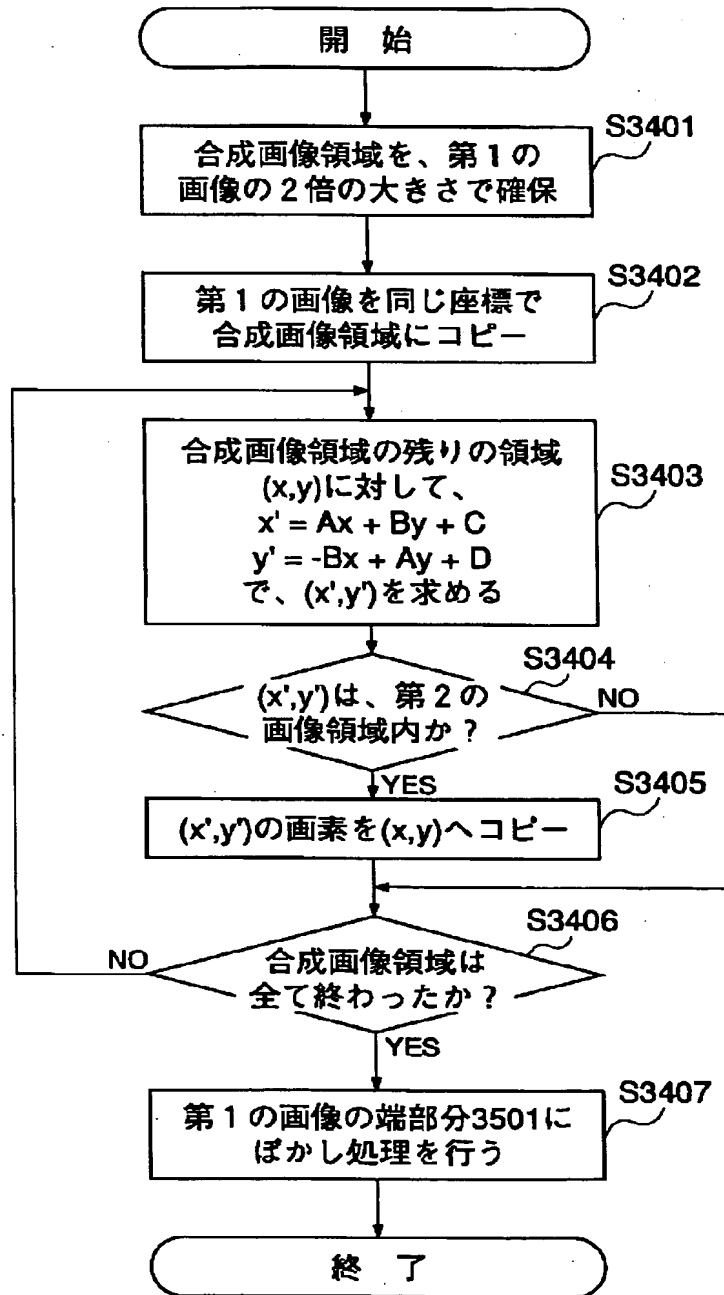 開 始
S3401
合成画像領域を、第1の
画像の2倍の大きさで確保
S3402
第1の画像を同じ座標で
合成画像領域にコピー
合成画像領域の残りの領域
S3403
(x,y)に対して、
x' = Ax + By + C
y' = -Bx + Ay + D
で、(x',y')を求める
S3404
(x',y')は、第2の
画像領域内か?
NO
YES
S3405
(x',y')の画素を(x,y)へコピー
S3406
NO
合成画像領域は
全て終わったか?
YES
S3407
第1の画像の端部分3501に
ぼかし処理を行う
終 了